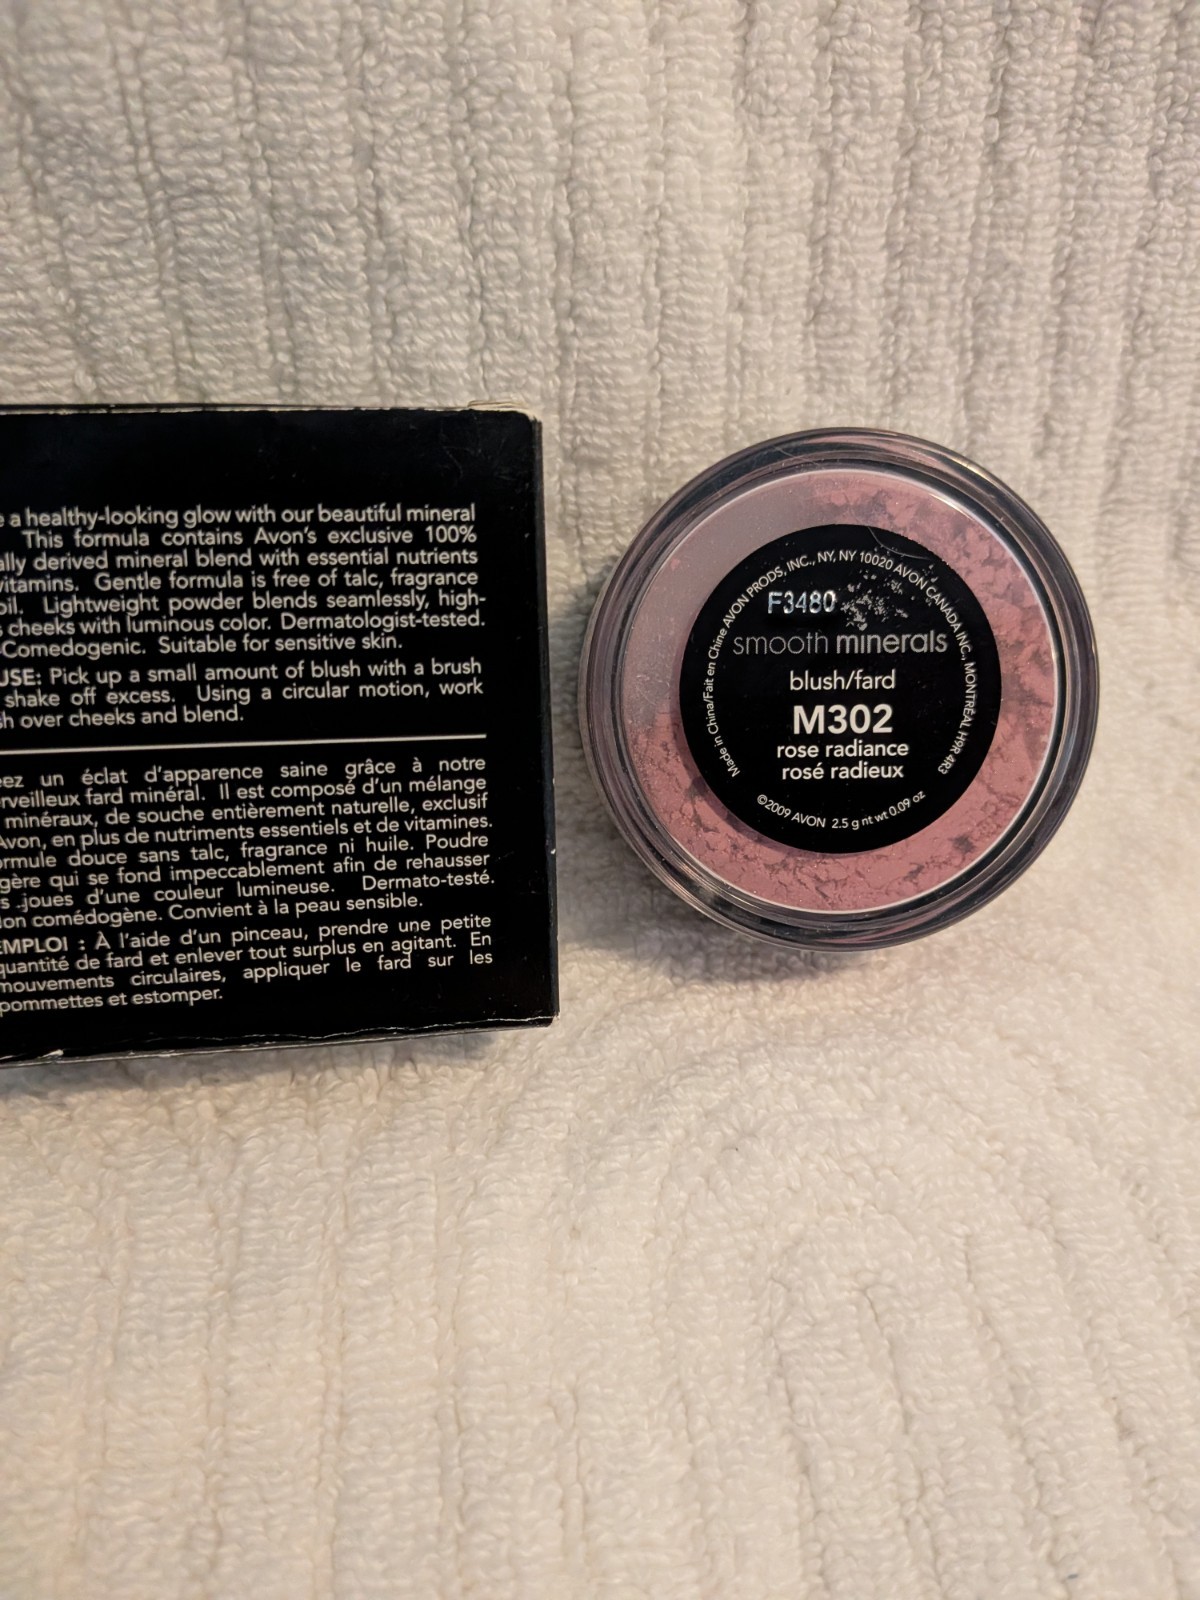 a healthy-looking glow with our beautiful mineral
This formula contains Avon's exclusive 100%
ally derived mineral blend with essential nutrients
vitamins. Gentle formula is free of talc, fragrance
oil. Lightweight powder blends seamlessly, high-
s cheeks with luminous color. Dermatologist-tested.
-Comedogenic. Suitable for sensitive skin.
USE: Pick up a small amount of blush with a brush
shake off excess. Using a circular motion, work
sh over cheeks and blend.
éez un éclat d'apparence saine grâce à notre
erveilleux fard minéral. Il est composé d'un mélange
minéraux, de souche entièrement naturelle, exclusif
Avon, en plus de nutriments essentiels et de vitamines.
ormule douce sans talc, fragrance ni huile. Poudre
gère qui se fond impeccablement afin de rehausser
s joues d'une couleur lumineuse. Dermato-testé.
on comédogène. Convient à la peau sensible.
EMPLOI : À l'aide d'un pinceau, prendre une petite
quantité de fard et enlever tout surplus en agitant. En
mouvements circulaires, appliquer le fard sur les
pommettes et estomper.
Made in China/Fait en Chine AVON PRODS, INC., NY, NY 10020 AVON CANADA INC., MONTRÉAL H9R 4R3
F3480
smooth minerals
blush/fard
M302
rose radiance
rosé radieux
©2009 AVON 2.5 g nt wt 0.09 oz